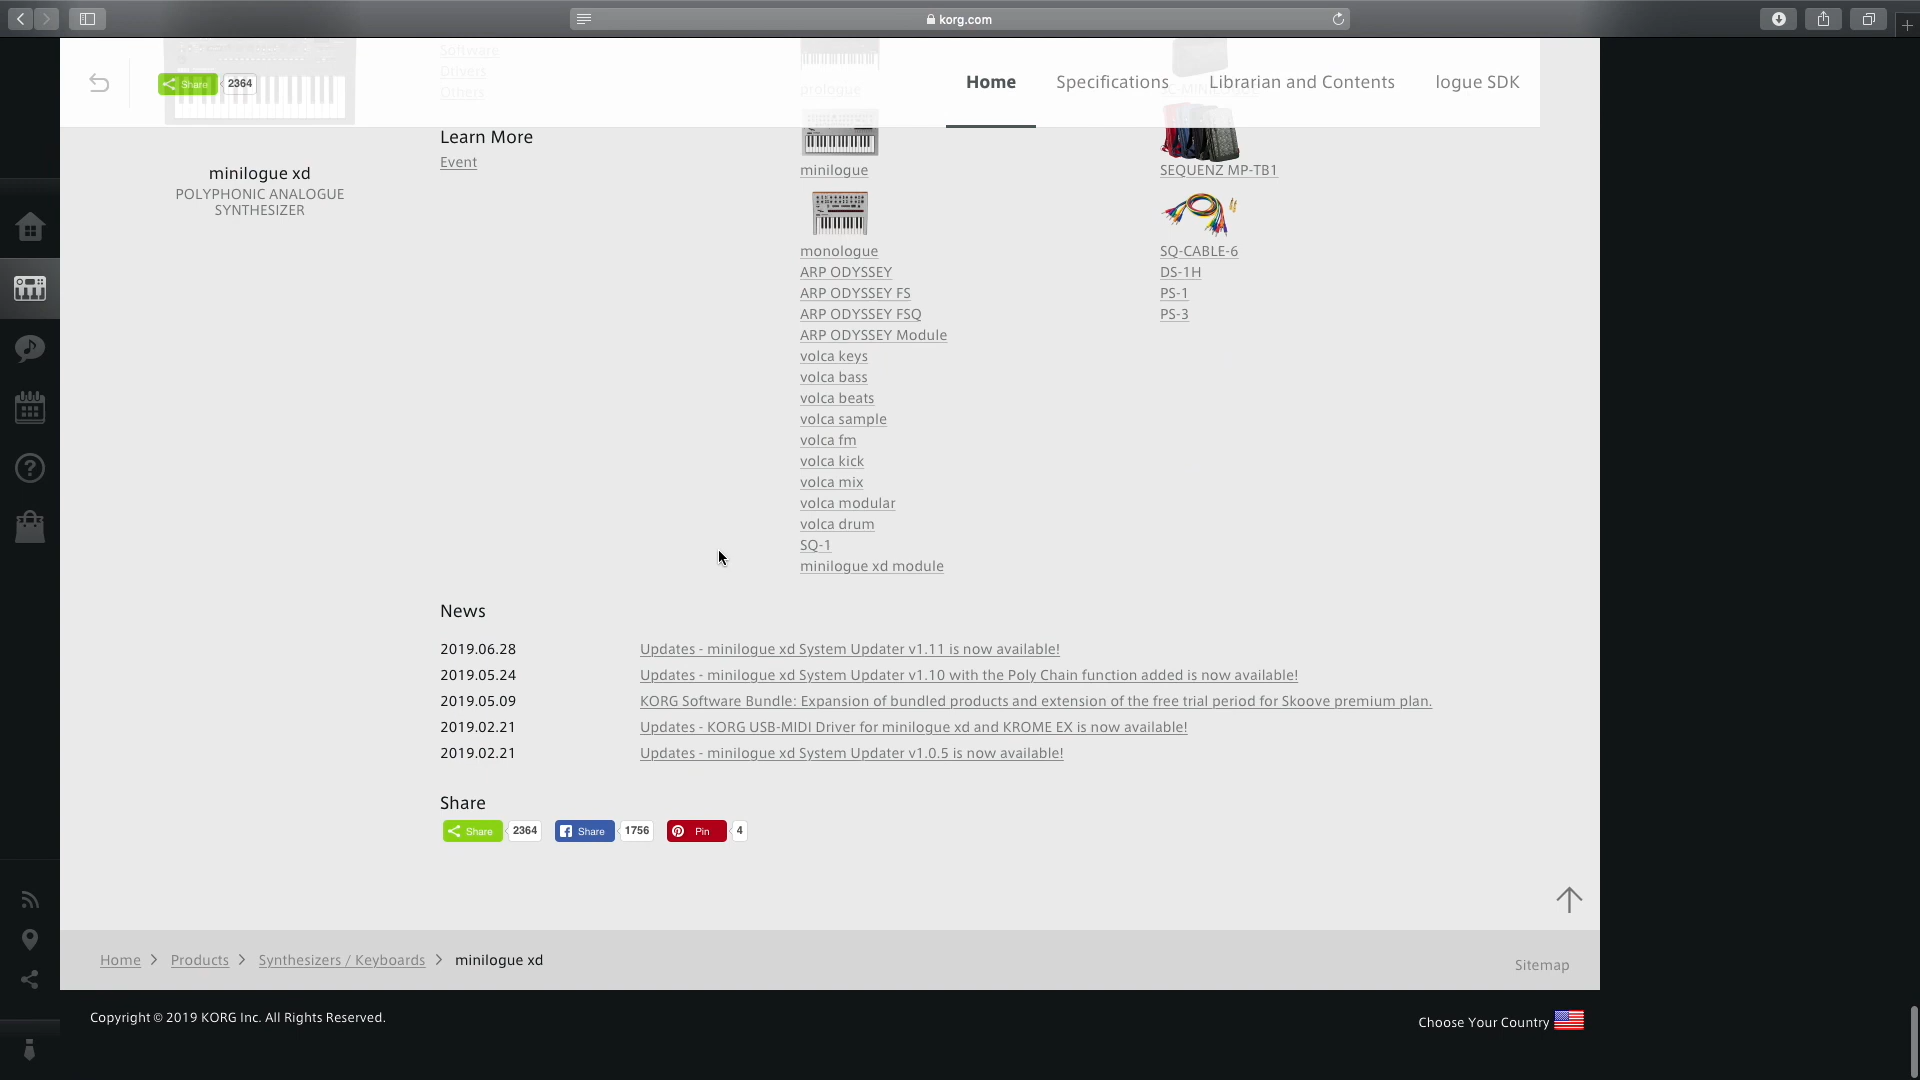 korg.com
Software
Drivers
Others
prologue
Share 2364
Home Specifications Librarian and Contents logue SDK
Learn More
Event
minilogue xd
POLYPHONIC ANALOGUE
SYNTHESIZER
minilogue
monologue
ARP ODYSSEY
ARP ODYSSEY FS
ARP ODYSSEY FSQ
ARP ODYSSEY Module
volca keys
volca bass
volca beats
volca sample
volca fm
volca kick
volca mix
volca modular
volca drum
SQ-1
minilogue xd module
SEQUENZ MP-TB1
SQ-CABLE-6
DS-1H
PS-1
PS-3
News
2019.06.28 Updates - minilogue xd System Updater v1.11 is now available!
2019.05.24 Updates - minilogue xd System Updater v1.10 with the Poly Chain function added is now available!
2019.05.09 KORG Software Bundle: Expansion of bundled products and extension of the free trial period for Skoove premium plan.
2019.02.21 Updates - KORG USB-MIDI Driver for minilogue xd and KROME EX is now available!
2019.02.21 Updates - minilogue xd System Updater v1.0.5 is now available!
Share
Share 2364 Share 1756 Pin 4
Home > Products > Synthesizers / Keyboards > minilogue xd
Sitemap
Copyright © 2019 KORG Inc. All Rights Reserved.
Choose Your Country